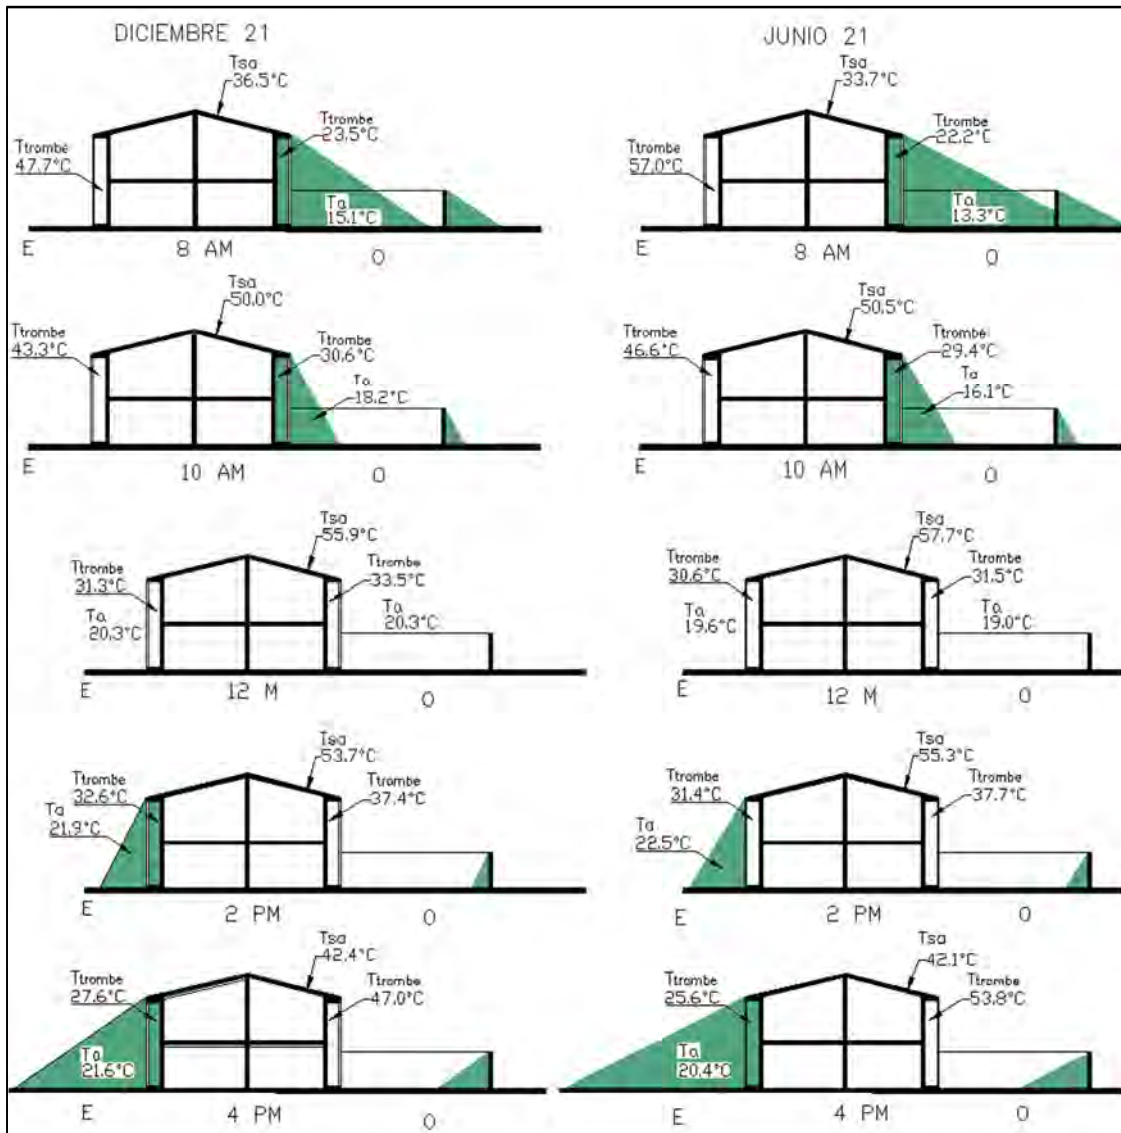 DICIEMBRE 21
Tsa
36.5°C
Ttrombe
47.7°C
Ttrombe
23.5°C
Ta
15.1°C
E
8 AM
O
JUNIO 21
Tsa
33.7°C
Ttrombe
57.0°C
Ttrombe
22.2°C
Ta
13.3°C
E
8 AM
O
Tsa
50.0°C
Ttrombe
43.3°C
Ttrombe
30.6°C
Ta
18.2°C
E
10 AM
O
Tsa
50.5°C
Ttrombe
46.6°C
Ttrombe
29.4°C
Ta
16.1°C
E
10 AM
O
Tsa
55.9°C
Ttrombe
31.3°C
Ta
20.3°C
Ttrombe
33.5°C
Ta
20.3°C
E
12 M
O
Tsa
57.7°C
Ttrombe
30.6°C
Ta
19.6°C
Ttrombe
31.5°C
Ta
19.0°C
E
12 M
O
Tsa
53.7°C
Ttrombe
32.6°C
Ta
21.9°C
Ttrombe
37.4°C
E
2 PM
O
Tsa
55.3°C
Ttrombe
31.4°C
Ta
22.5°C
Ttrombe
37.7°C
E
2 PM
O
Tsa
42.4°C
Ttrombe
27.6°C
Ta
21.6°C
Ttrombe
47.0°C
E
4 PM
O
Tsa
42.1°C
Ttrombe
25.6°C
Ta
20.4°C
Ttrombe
53.8°C
E
4 PM
O